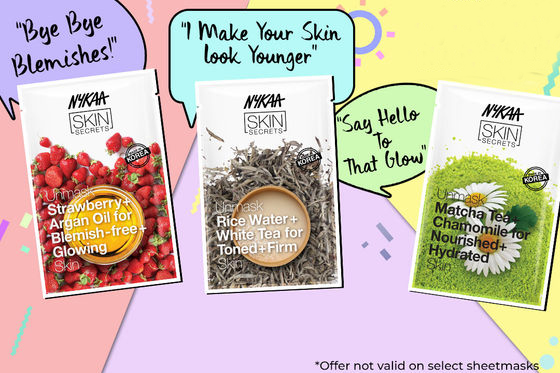 "Bye Bye
Blemishes!"
"I Make Your Skin
look Younger"
"Say Hello
To
That Glow"
NYKAA
SKIN
SECRETS
KOREA
Unmask
Strawberry+
Argan Oil for
Blemish-free+
Glowing
Skin
NYKAA
SKIN
SECRETS
KOREA
Unmask
Rice Water+
White Tea for
Toned+Firm
Skin
NYKAA
SKIN
SECRETS
KOREA
Unmask
Matcha Tea+
Chamomile for
Nourished+
Hydrated
Skin
*Offer not valid on select sheetmasks